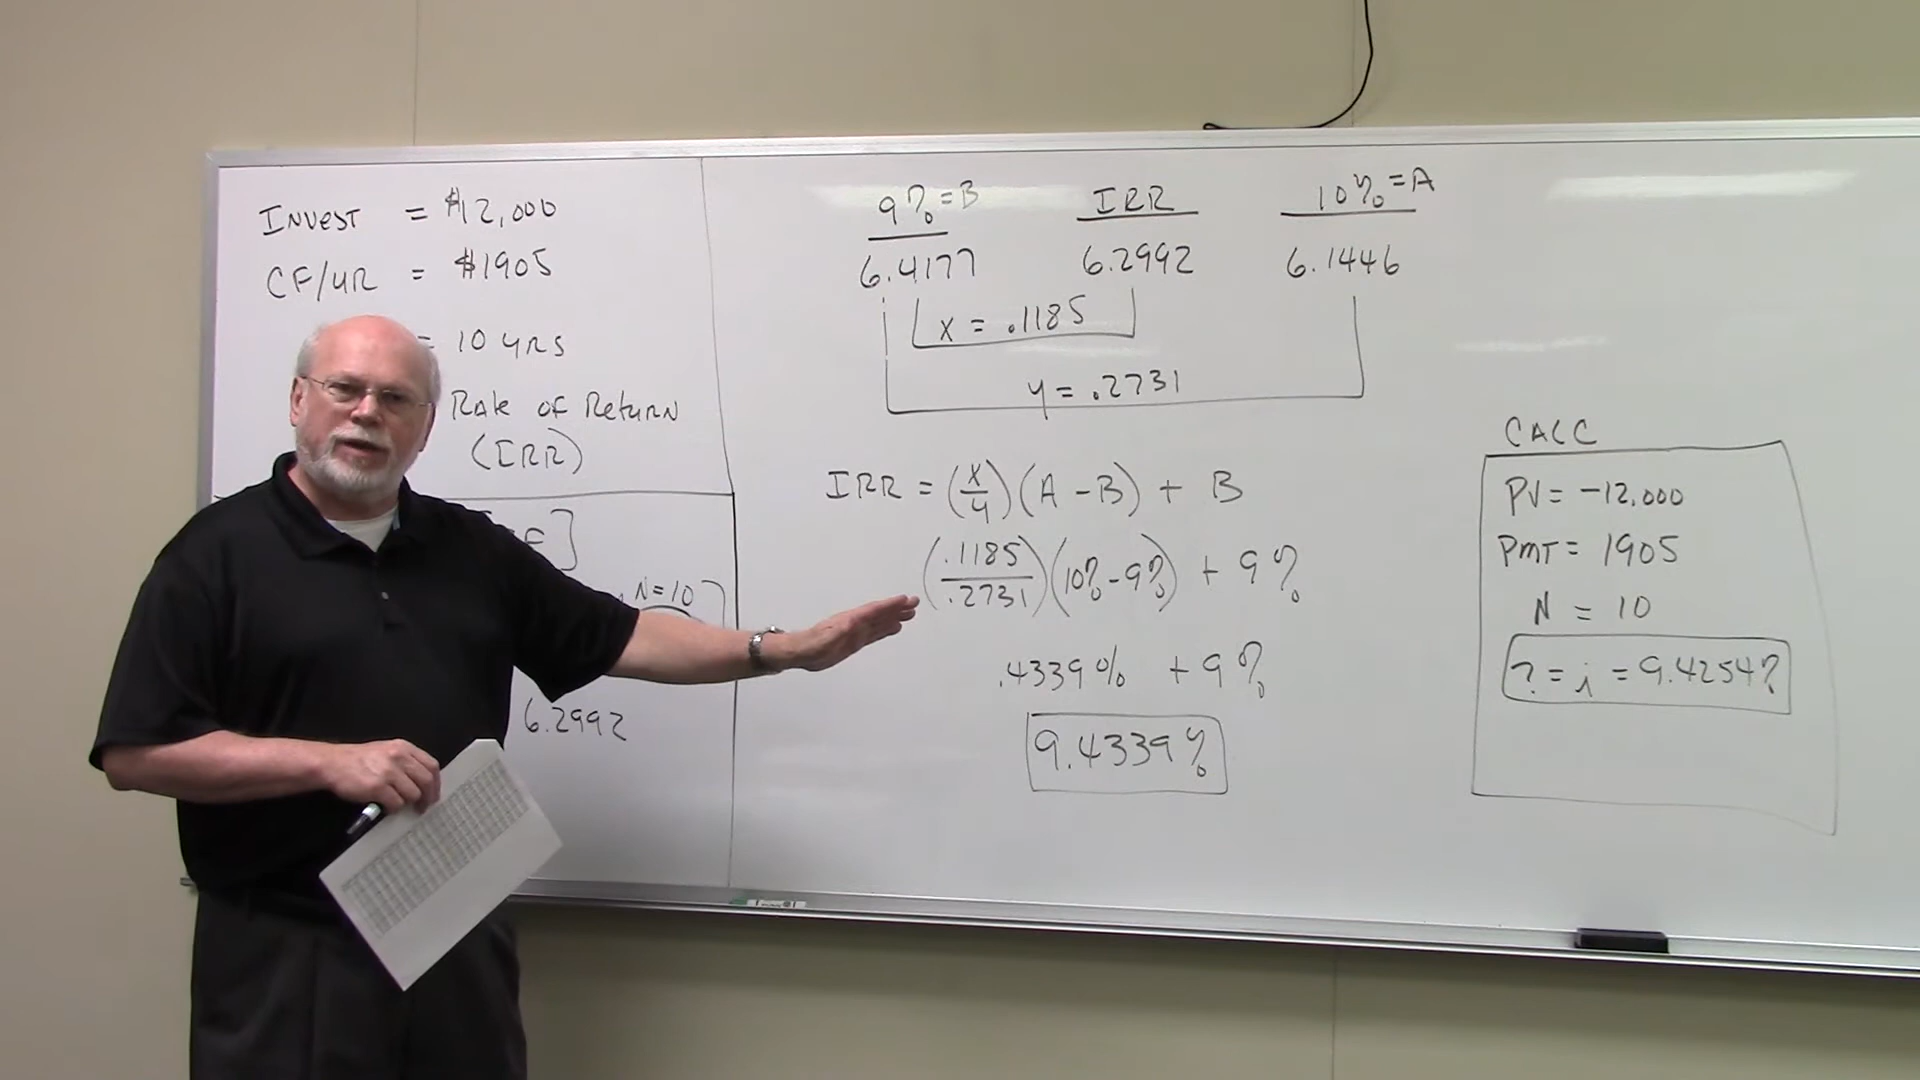 INVEST = $12,000
CF/YR = $1905
= 10 YRS
Rate of Return
(IRR)
N=10
6.2992
9%=B IRR 10%=A
6.4177 6.2992 6.1446
x = .1185
y = .2731
IRR = (x/y)(A-B) + B
(.1185/.2731)(10%-9%) + 9%
.4339% + 9%
9.4339%
CALC
PV= -12,000
PMT= 1905
N = 10
?= i = 9.4254%